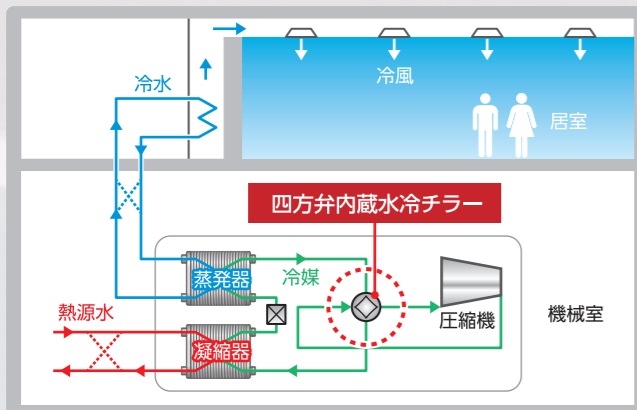 冷水
冷風
居室
四方弁内蔵水冷チラー
蒸発器
冷媒
熱源水
圧縮機
機械室
凝縮器